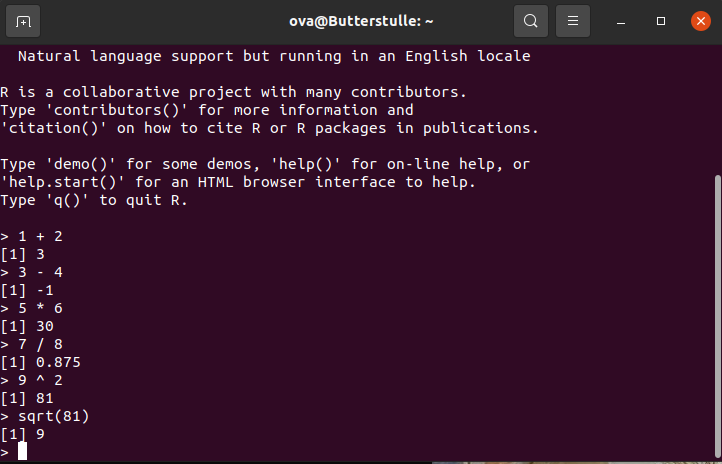 ova@Butterstulle: ~
Natural language support but running in an English locale
R is a collaborative project with many contributors.
Type 'contributors()' for more information and
'citation()' on how to cite R or R packages in publications.
Type 'demo()' for some demos, 'help()' for on-line help, or
'help.start()' for an HTML browser interface to help.
Type 'q()' to quit R.
> 1 + 2
[1] 3
> 3 - 4
[1] -1
> 5 * 6
[1] 30
> 7 / 8
[1] 0.875
> 9 ^ 2
[1] 81
> sqrt(81)
[1] 9
>